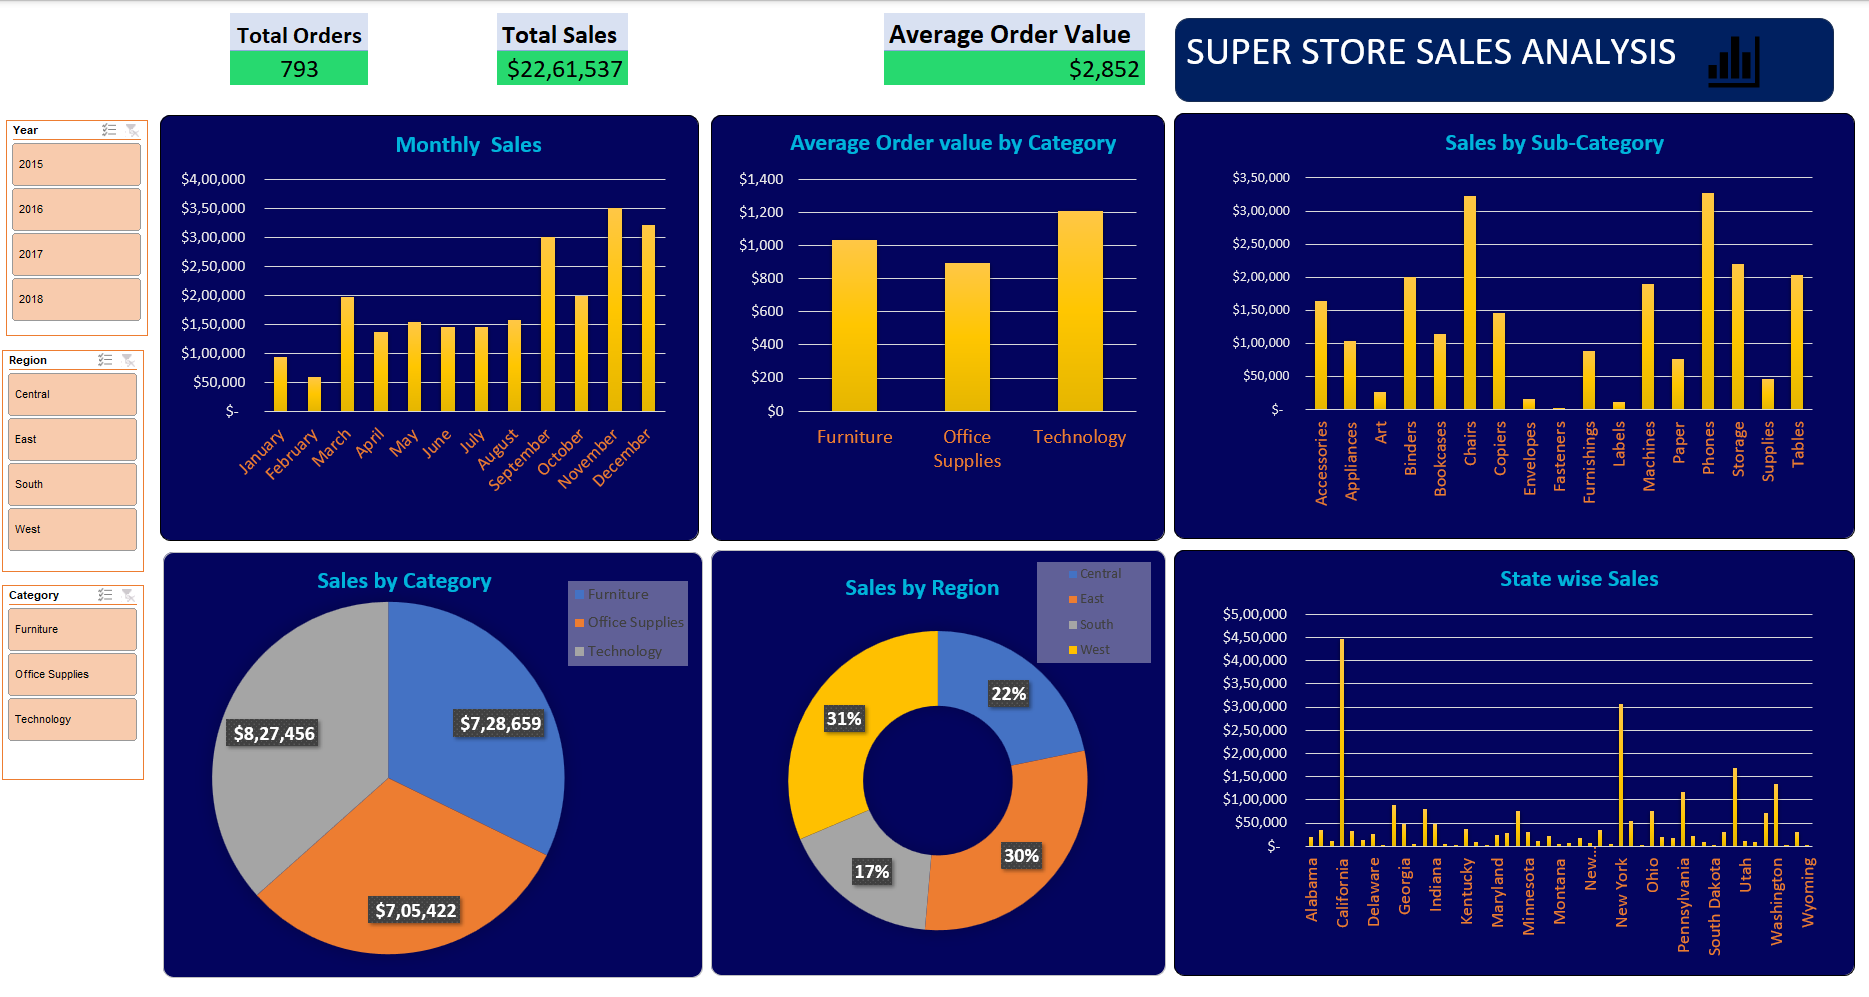 Total Orders
793
Total Sales
$22,61,537
Average Order Value
$2,852
SUPER STORE SALES ANALYSIS
Year
2015
2016
2017
2018
Region
Central
East
South
West
Category
Furniture
Office Supplies
Technology
Monthly  Sales
$4,00,000
$3,50,000
$3,00,000
$2,50,000
$2,00,000
$1,50,000
$1,00,000
$50,000
$-
January
February
March
April
May
June
July
August
September
October
November
December
Average Order value by Category
$1,400
$1,200
$1,000
$800
$600
$400
$200
$0
Furniture
Office
Supplies
Technology
Sales by Sub-Category
$3,50,000
$3,00,000
$2,50,000
$2,00,000
$1,50,000
$1,00,000
$50,000
$-
Accessories
Appliances
Art
Binders
Bookcases
Chairs
Copiers
Envelopes
Fasteners
Furnishings
Labels
Machines
Paper
Phones
Storage
Supplies
Tables
Sales by Category
Furniture
Office Supplies
Technology
$8,27,456
$7,28,659
$7,05,422
Sales by Region
Central
East
South
West
22%
31%
30%
17%
State wise Sales
$5,00,000
$4,50,000
$4,00,000
$3,50,000
$3,00,000
$2,50,000
$2,00,000
$1,50,000
$1,00,000
$50,000
$-
Alabama
California
Delaware
Georgia
Indiana
Kentucky
Maryland
Minnesota
Montana
New...
New York
Ohio
Pennsylvania
South Dakota
Utah
Washington
Wyoming